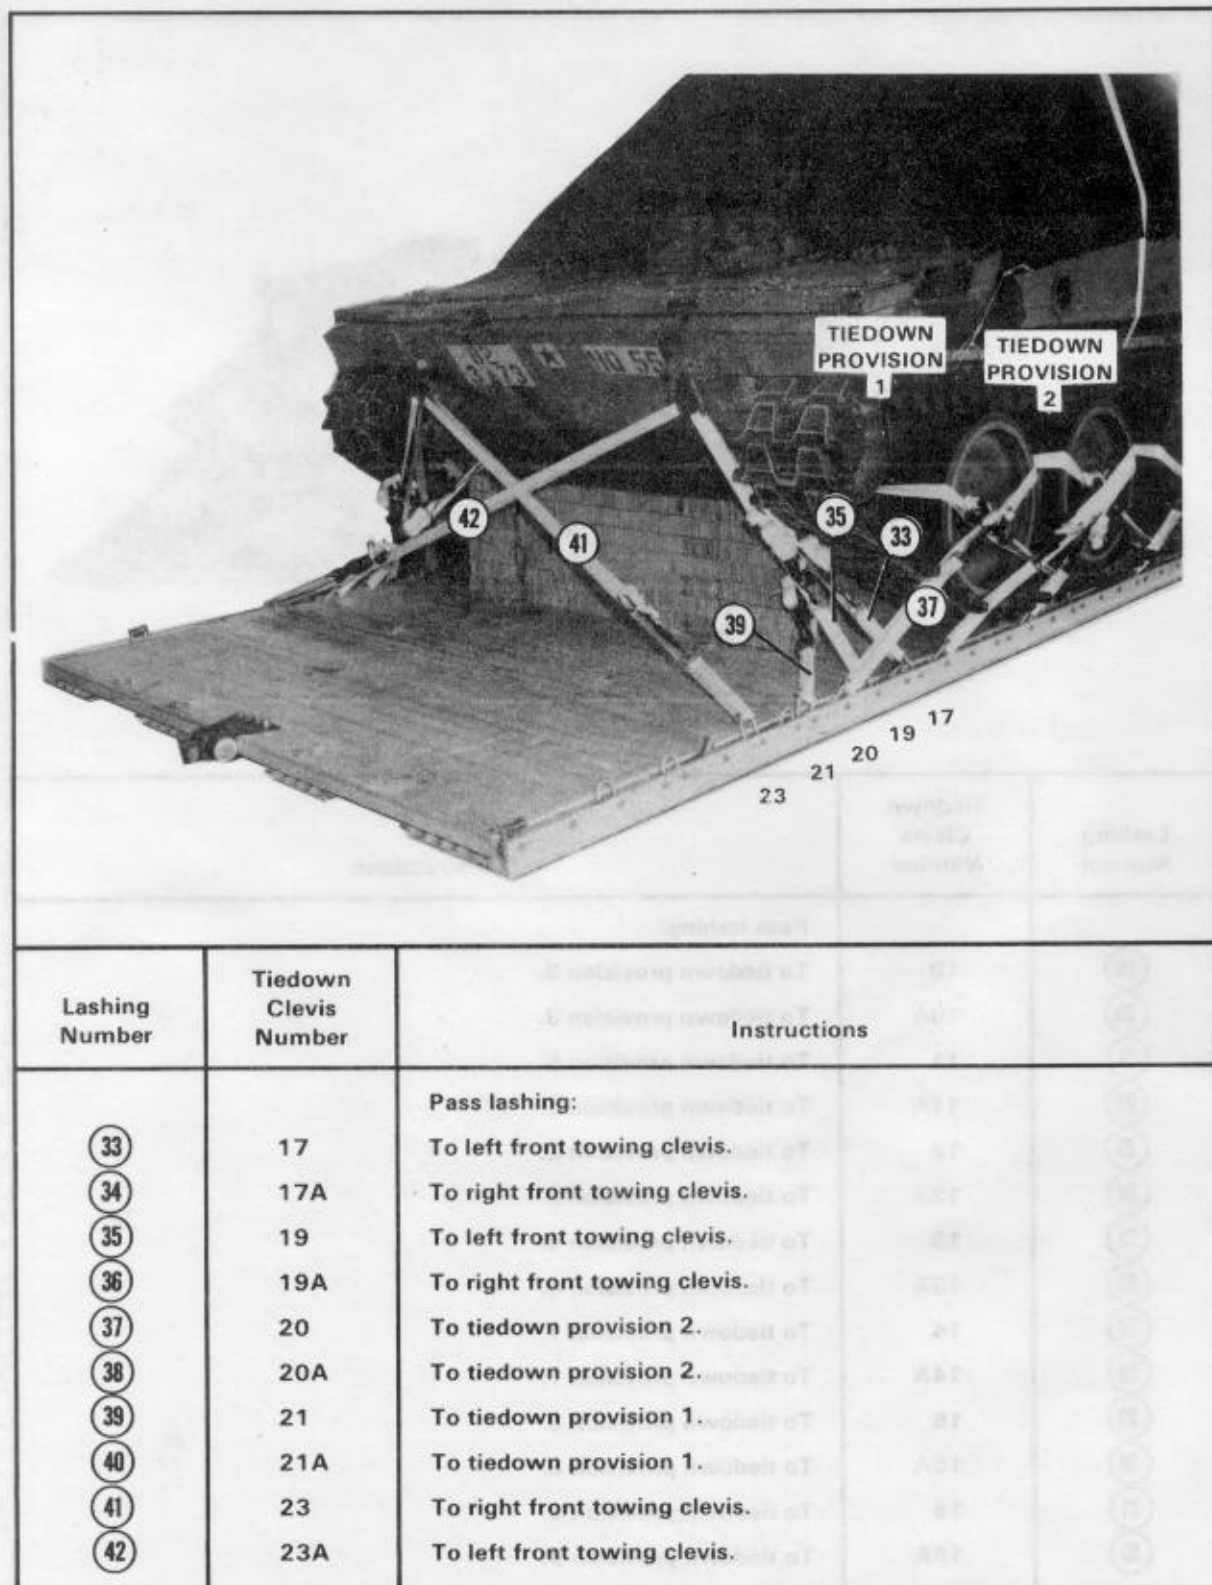 TIEDOWN
PROVISION
1
TIEDOWN
PROVISION
2
35
33
42
41
37
39
17
19
20
21
23
Lashing Number
Tiedown Clevis Number
Instructions
Pass lashing:
33 17 To left front towing clevis.
34 17A To right front towing clevis.
35 19 To left front towing clevis.
36 19A To right front towing clevis.
37 20 To tiedown provision 2.
38 20A To tiedown provision 2.
39 21 To tiedown provision 1.
40 21A To tiedown provision 1.
41 23 To right front towing clevis.
42 23A To left front towing clevis.